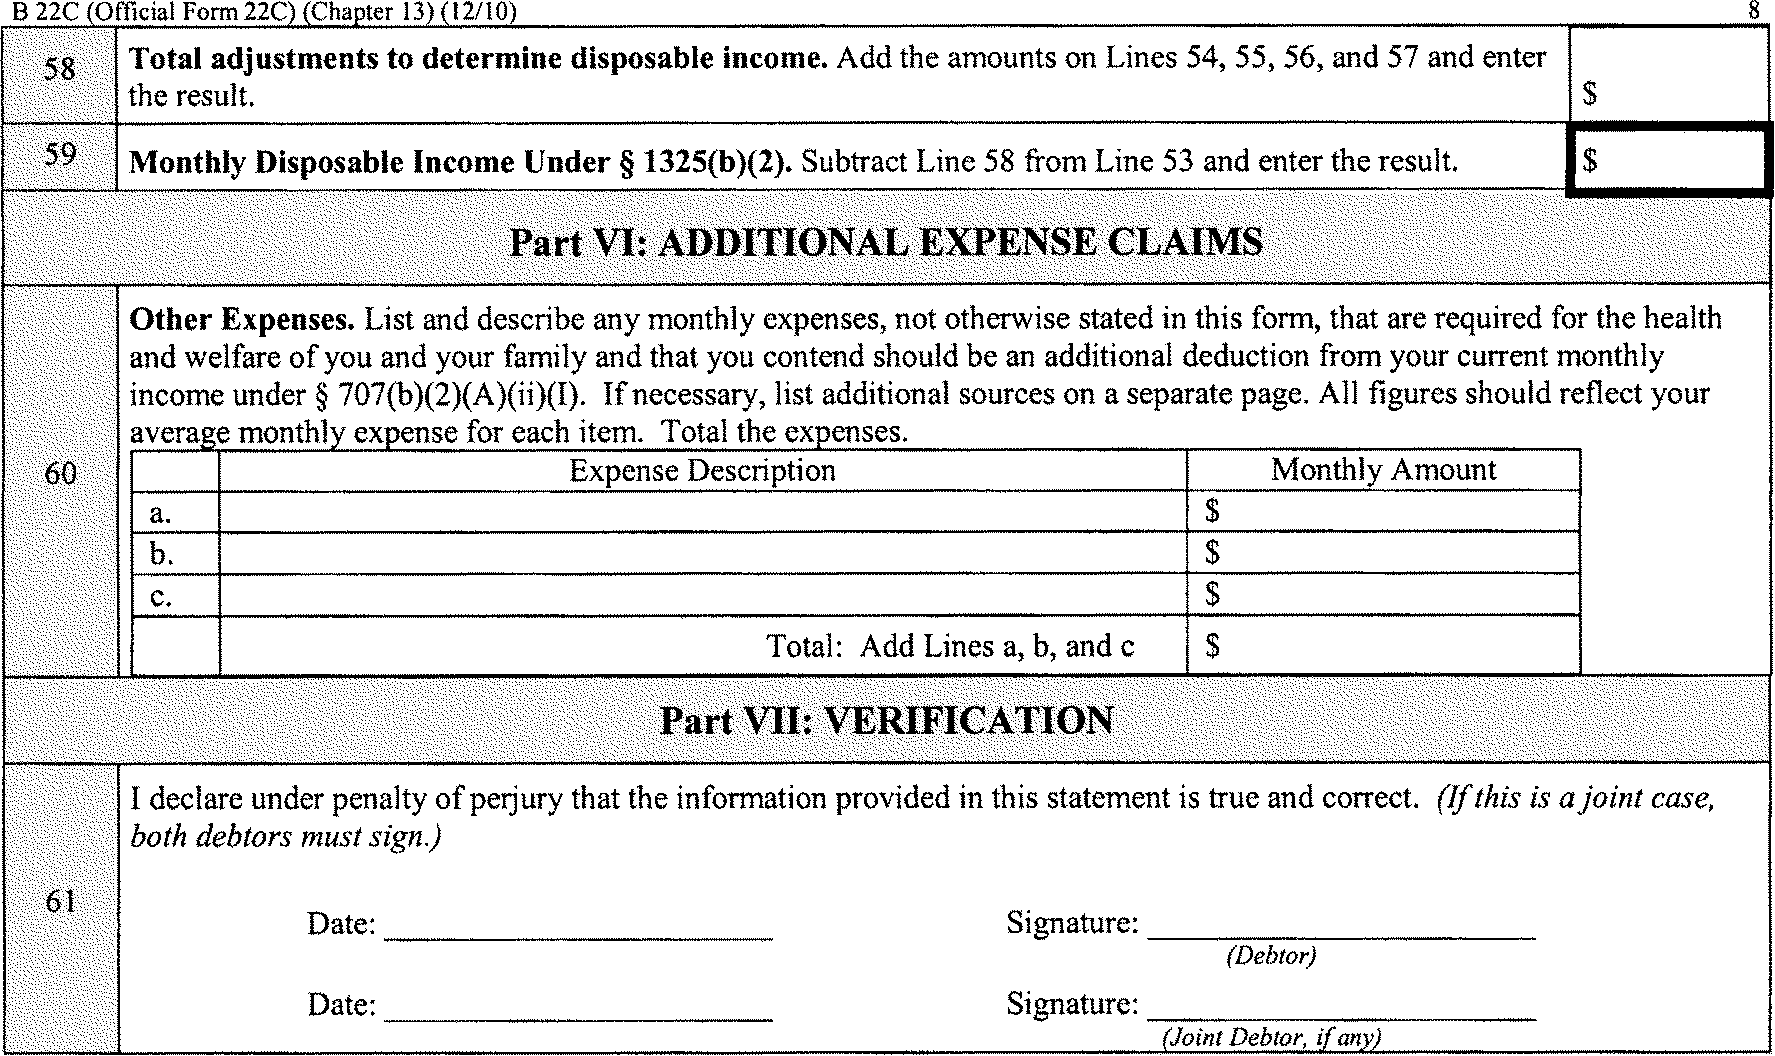 B 22C (Official Form 22C) (Chapter 13) (12/10) 8
58 Total adjustments to determine disposable income. Add the amounts on Lines 54, 55, 56, and 57 and enter
the result. $
59 Monthly Disposable Income Under § 1325(b)(2). Subtract Line 58 from Line 53 and enter the result. $
Part VI: ADDITIONAL EXPENSE CLAIMS
Other Expenses. List and describe any monthly expenses, not otherwise stated in this form, that are required for the health
and welfare of you and your family and that you contend should be an additional deduction from your current monthly
income under § 707(b)(2)(A)(ii)(I). If necessary, list additional sources on a separate page. All figures should reflect your
average monthly expense for each item. Total the expenses.
60 Expense Description Monthly Amount
a. $
b. $
c. $
Total: Add Lines a, b, and c $
Part VII: VERIFICATION
I declare under penalty of perjury that the information provided in this statement is true and correct. (If this is a joint case,
both debtors must sign.)
61
Date: Signature:
(Debtor)
Date: Signature:
(Joint Debtor, if any)